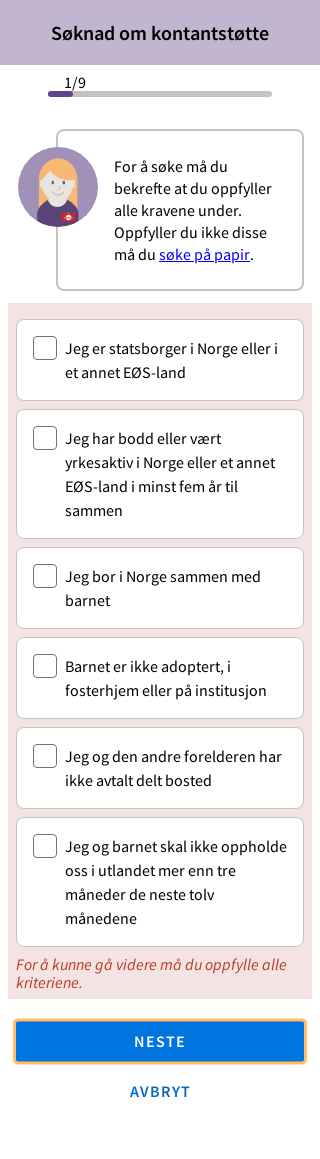 Søknad om kontantstøtte
1/9
For å søke må du
bekrefte at du oppfyller
alle kravene under.
Oppfyller du ikke disse
må du søke på papir.
Jeg er statsborger i Norge eller i
et annet EØS-land
Jeg har bodd eller vært
yrkesaktiv i Norge eller et annet
EØS-land i minst fem år til
sammen
Jeg bor i Norge sammen med
barnet
Barnet er ikke adoptert, i
fosterhjem eller på institusjon
Jeg og den andre forelderen har
ikke avtalt delt bosted
Jeg og barnet skal ikke oppholde
oss i utlandet mer enn tre
måneder de neste tolv
månedene
For å kunne gå videre må du oppfylle alle
kriteriene.
NESTE
AVBRYT